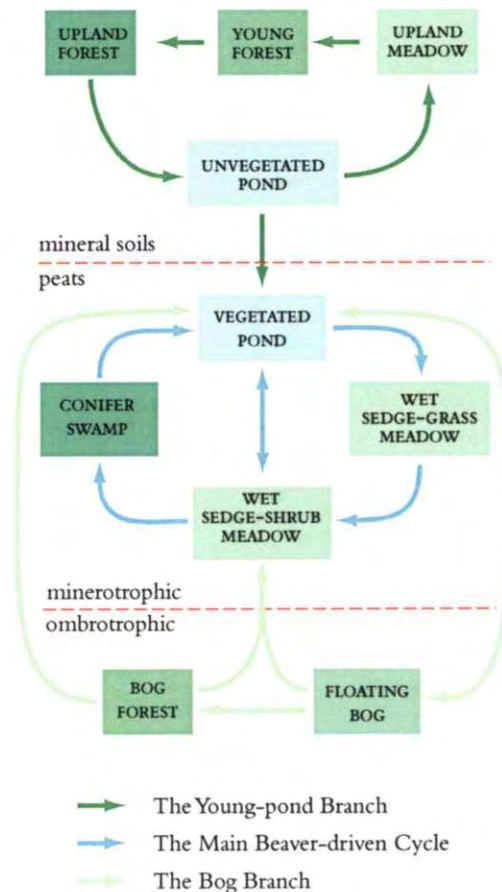 UPLAND
FOREST
YOUNG
FOREST
UPLAND
MEADOW
UNVEGETATED
POND
mineral soils
peats
VEGETATED
POND
CONIFER
SWAMP
WET
SEDGE-GRASS
MEADOW
WET
SEDGE-SHRUB
MEADOW
minerotrophic
ombrotrophic
BOG
FOREST
FLOATING
BOG
The Young-pond Branch
The Main Beaver-driven Cycle
The Bog Branch